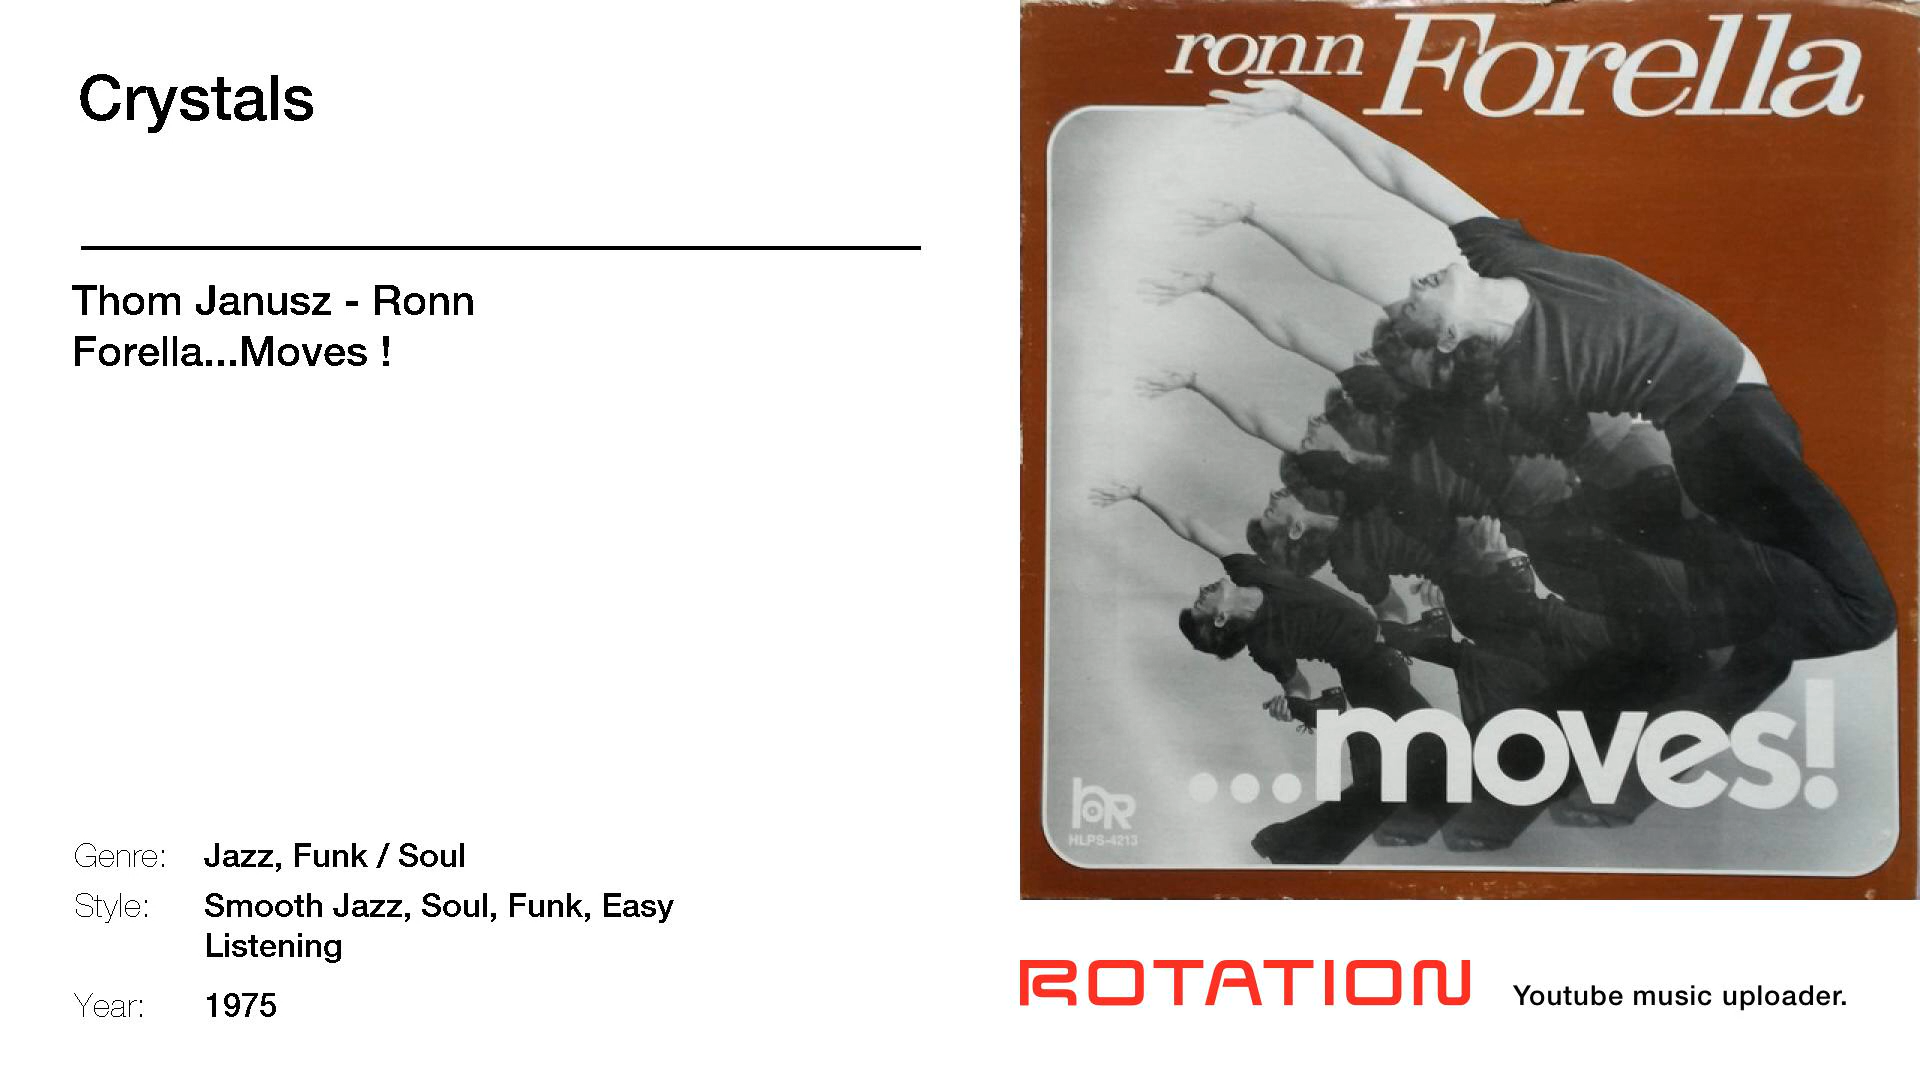 Crystals
Thom Janusz - Ronn
Forella...Moves !
Genre: Jazz, Funk / Soul
Style: Smooth Jazz, Soul, Funk, Easy
Listening
Year: 1975
ronn Forella
...moves!
hoR
HLPS-4213
ROTATION
Youtube music uploader.